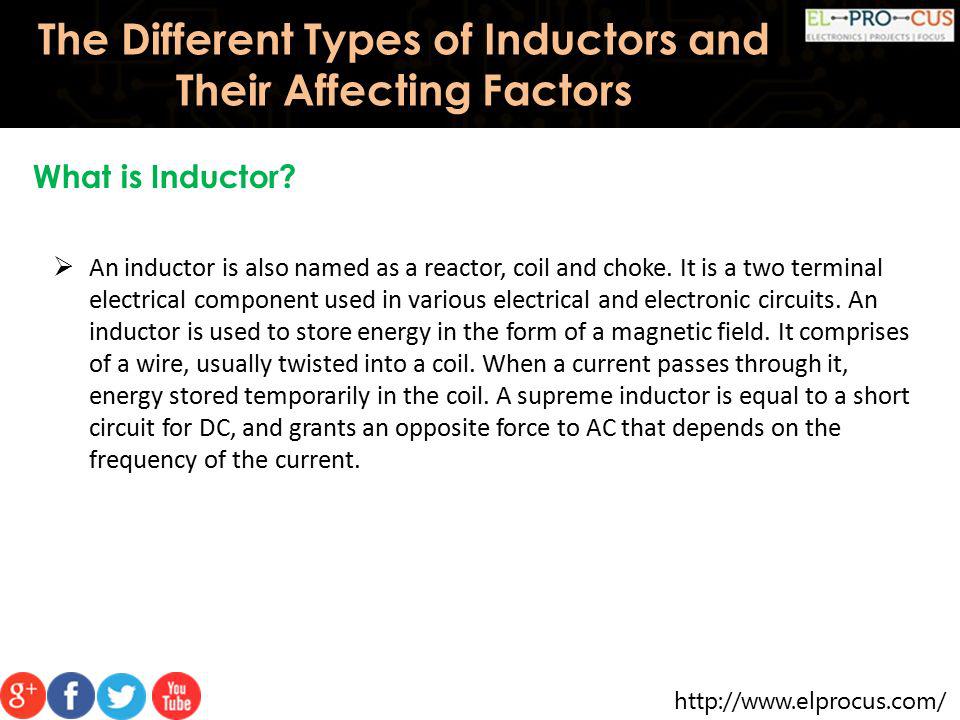 The Different Types of Inductors and
Their Affecting Factors
EL PRO CUS
ELECTRONICS | PROJECTS | FOCUS
What is Inductor?
➢ An inductor is also named as a reactor, coil and choke. It is a two terminal
electrical component used in various electrical and electronic circuits. An
inductor is used to store energy in the form of a magnetic field. It comprises
of a wire, usually twisted into a coil. When a current passes through it,
energy stored temporarily in the coil. A supreme inductor is equal to a short
circuit for DC, and grants an opposite force to AC that depends on the
frequency of the current.
g+ f You
Tube
http://www.elprocus.com/